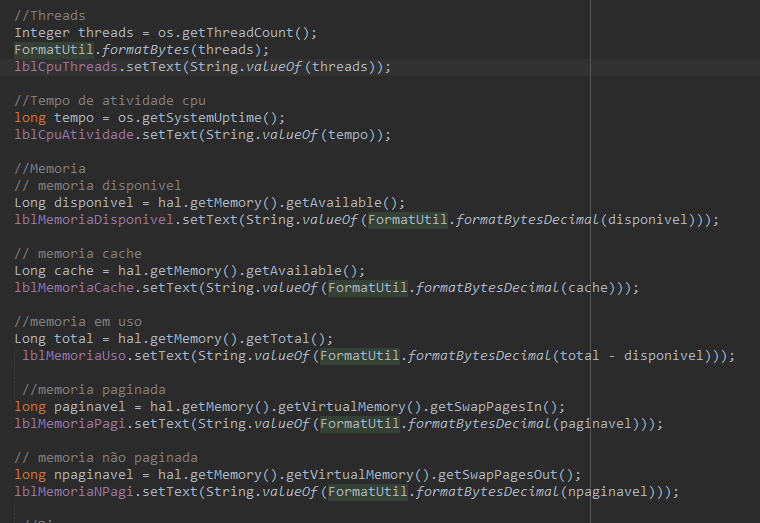 //Threads
Integer threads = os.getThreadCount();
FormatUtil.formatBytes(threads);
lblCpuThreads.setText(String.valueOf(threads));
//Tempo de atividade cpu
long tempo = os.getSystemUptime();
lblCpuAtividade.setText(String.valueOf(tempo));
//Memoria
// memoria disponivel
Long disponivel = hal.getMemory().getAvailable();
lblMemoriaDisponivel.setText(String.valueOf(FormatUtil.formatBytesDecimal(disponivel)));
// memoria cache
Long cache = hal.getMemory().getAvailable();
lblMemoriaCache.setText(String.valueOf(FormatUtil.formatBytesDecimal(cache)));
//memoria em uso
Long total = hal.getMemory().getTotal();
lblMemoriaUso.setText(String.valueOf(FormatUtil.formatBytesDecimal(total - disponivel)));
//memoria paginada
long paginavel = hal.getMemory().getVirtualMemory().getSwapPagesIn();
lblMemoriaPagi.setText(String.valueOf(FormatUtil.formatBytesDecimal(paginavel)));
// memoria não paginada
long npaginavel = hal.getMemory().getVirtualMemory().getSwapPagesOut();
lblMemoriaNPagi.setText(String.valueOf(FormatUtil.formatBytesDecimal(npaginavel)));